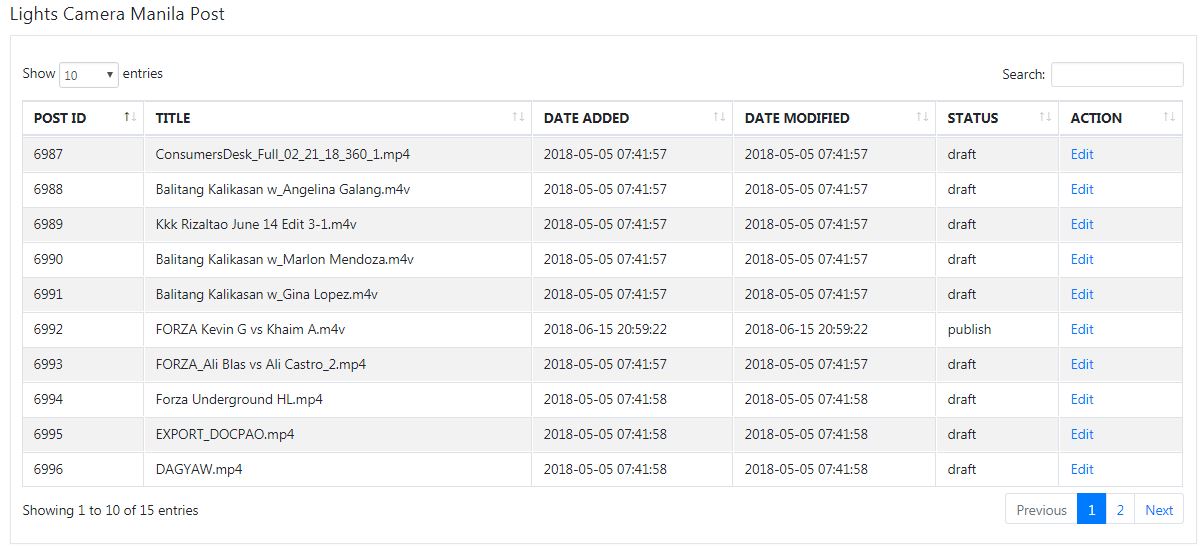 Lights Camera Manila Post
Show 10 entries Search:
POST ID TITLE DATE ADDED DATE MODIFIED STATUS ACTION
6987 ConsumersDesk_Full_02_21_18_360_1.mp4 2018-05-05 07:41:57 2018-05-05 07:41:57 draft Edit
6988 Balitang Kalikasan w_Angelina Galang.m4v 2018-05-05 07:41:57 2018-05-05 07:41:57 draft Edit
6989 Kkk Rizaltao June 14 Edit 3-1.m4v 2018-05-05 07:41:57 2018-05-05 07:41:57 draft Edit
6990 Balitang Kalikasan w_Marlon Mendoza.m4v 2018-05-05 07:41:57 2018-05-05 07:41:57 draft Edit
6991 Balitang Kalikasan w_Gina Lopez.m4v 2018-05-05 07:41:57 2018-05-05 07:41:57 draft Edit
6992 FORZA Kevin G vs Khaim A.m4v 2018-06-15 20:59:22 2018-06-15 20:59:22 publish Edit
6993 FORZA_Ali Blas vs Ali Castro_2.mp4 2018-05-05 07:41:57 2018-05-05 07:41:57 draft Edit
6994 Forza Underground HL.mp4 2018-05-05 07:41:58 2018-05-05 07:41:58 draft Edit
6995 EXPORT_DOCPAO.mp4 2018-05-05 07:41:58 2018-05-05 07:41:58 draft Edit
6996 DAGYAW.mp4 2018-05-05 07:41:58 2018-05-05 07:41:58 draft Edit
Showing 1 to 10 of 15 entries Previous 1 2 Next